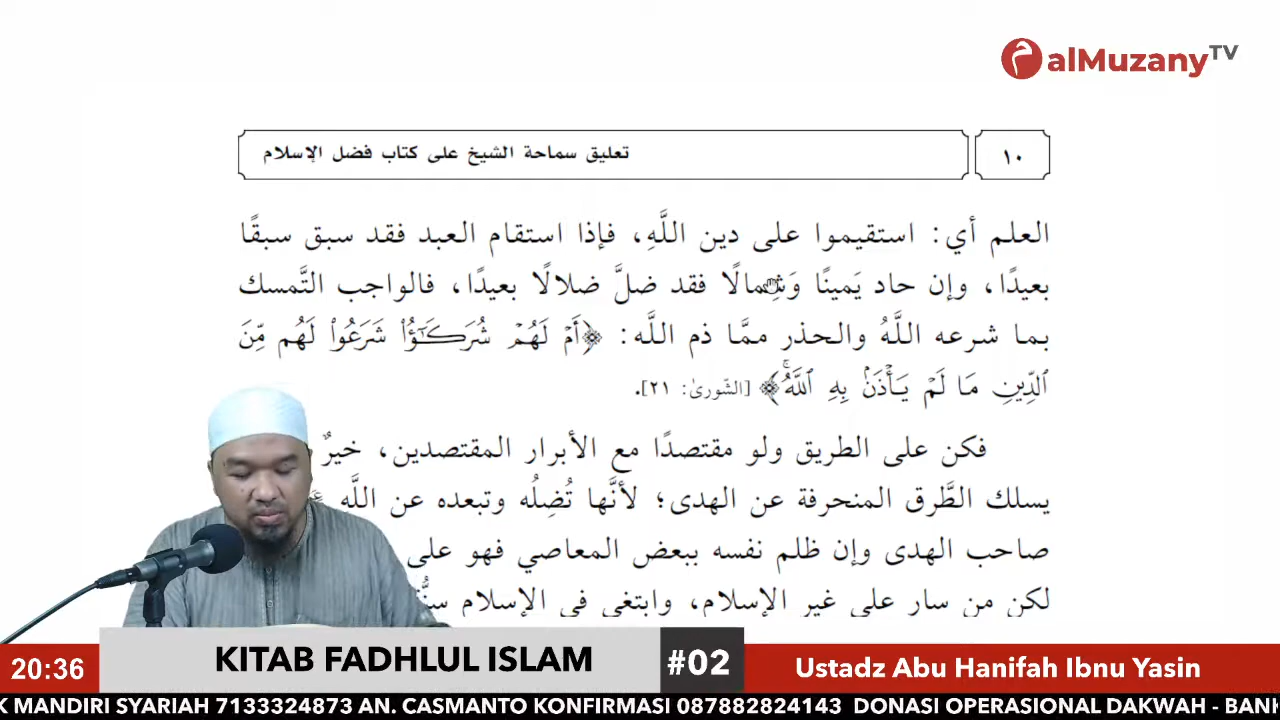 alMuzanyTV
١٠
تعليق سماحة الشيخ على كتاب فضل الإسلام
العلم أي: استقيموا على دين اللَّهِ، فإذا استقام العبد فقد سبق سبقًا
بعيدًا، وإن حاد يَمينًا وَشِمالًا فقد ضلَّ ضلالًا بعيدًا، فالواجب التَّمسك
بما شرعه اللَّهُ والحذر ممَّا ذم اللَّه: ﴿أَمۡ لَهُمۡ شُرَكَـٰٓؤُاْ شَرَعُواْ لَهُم مِّنَ
ٱلدِّينِ مَا لَمۡ يَأۡذَنۢ بِهِ ٱللَّهُۚ﴾ [الشّورىٰ: ٢١].
فكن على الطريق ولو مقتصدًا مع الأبرار المقتصدين، خيرٌ
يسلك الطَّرق المنحرفة عن الهدى؛ لأنَّها تُضِلُه وتبعده عن اللَّه
صاحب الهدى وإن ظلم نفسه ببعض المعاصي فهو على
لكن من سار على غير الإسلام، وابتغى في الإسلام
20:36
KITAB FADHLUL ISLAM
#02
Ustadz Abu Hanifah Ibnu Yasin
K MANDIRI SYARIAH 7133324873 AN. CASMANTO KONFIRMASI 087882824143 DONASI OPERASIONAL DAKWAH - BAN